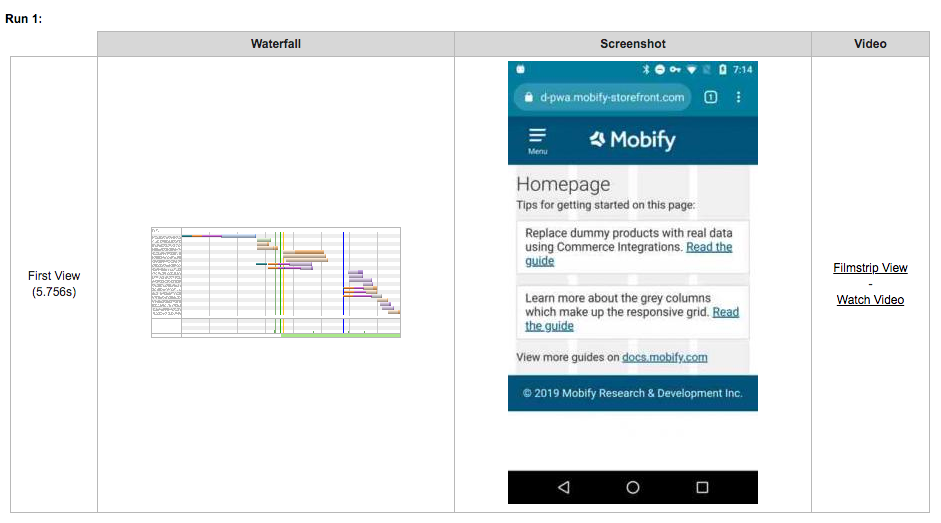 Run 1:
Waterfall
Screenshot
Video
First View
(5.756s)
7:14
d-pwa.mobify-storefront.com
1
Menu
Mobify
Homepage
Tips for getting started on this page:
Replace dummy products with real data
using Commerce Integrations. Read the
guide
Learn more about the grey columns
which make up the responsive grid. Read
the guide
View more guides on docs.mobify.com
© 2019 Mobify Research & Development Inc.
Filmstrip View
-
Watch Video